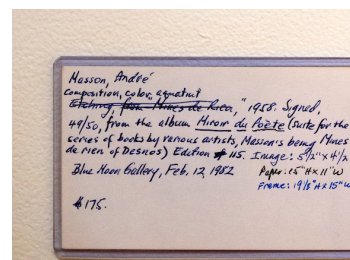 Masson, André
Composition, color aquatint
Etching, from "Mines de Rien," 1958. Signed,
49/50, from the album Miroir du Poète (suite for the
series of books by various artists, Masson's being Mines
de rien of Desnos) Edition # 115. Image: 5 1/2" x 4 1/2
Blue Moon Gallery, Feb. 12, 1982
Paper: 15" H x 11" W
Frame: 19 1/8" H x 15" W
$175.